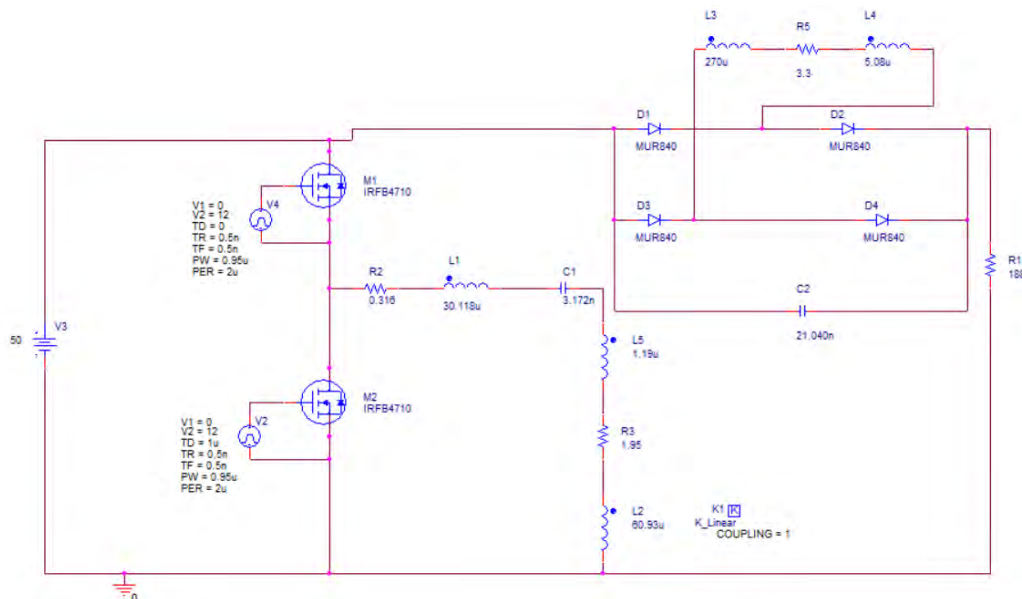 L3
R5
L4
270u
3.3
5.08u
D1
D2
MUR840
MUR840
M1
IRFB4710
V4
V1 = 0
V2 = 12
TD = 0
TR = 0.5n
TF = 0.5n
PW = 0.95u
PER = 2u
D3
D4
MUR840
MUR840
R1
188
C2
21.040n
R2
0.316
L1
30.118u
C1
3.172n
V3
50
L5
1.19u
M2
IRFB4710
V2
V1 = 0
V2 = 12
TD = 1u
TR = 0.5n
TF = 0.5n
PW = 0.95u
PER = 2u
R3
1.95
L2
60.93u
K1 K
K_Linear
COUPLING = 1
0